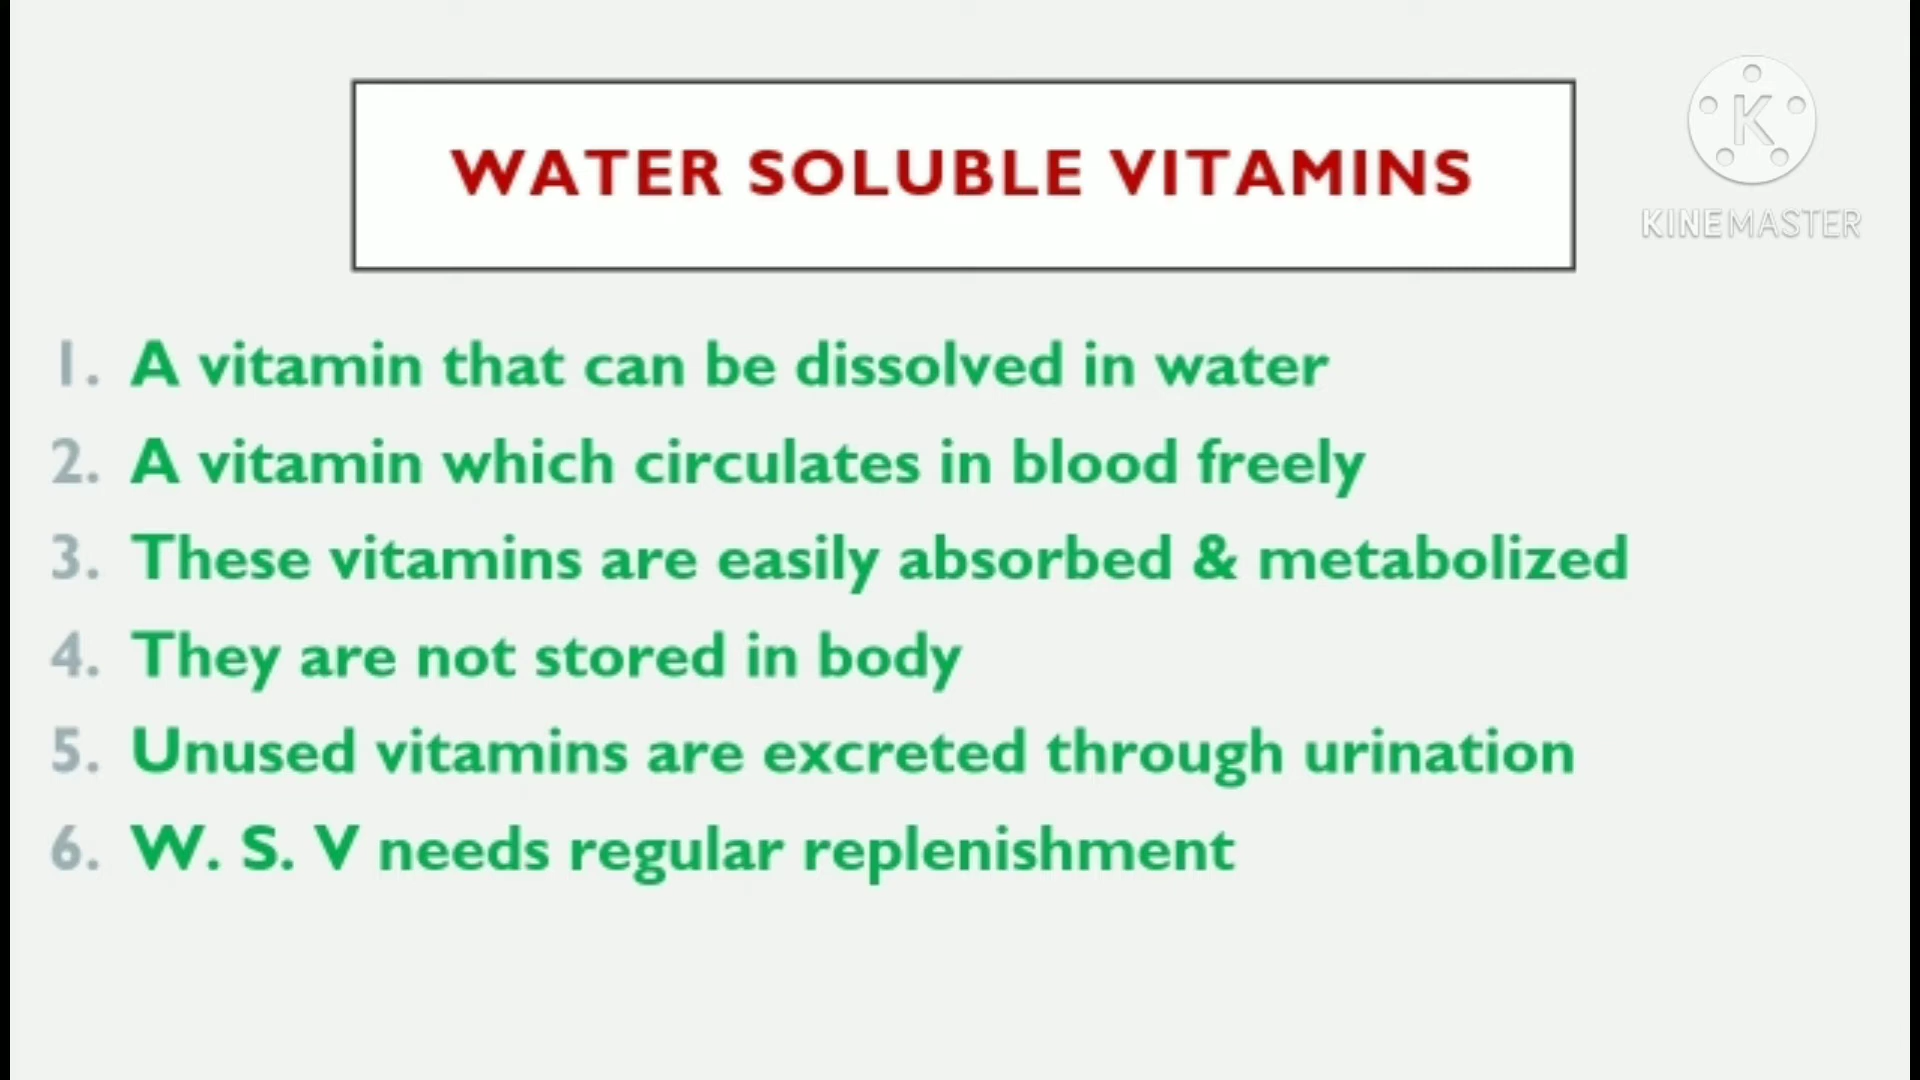 WATER SOLUBLE VITAMINS
K
KINEMASTER
1. A vitamin that can be dissolved in water
2. A vitamin which circulates in blood freely
3. These vitamins are easily absorbed & metabolized
4. They are not stored in body
5. Unused vitamins are excreted through urination
6. W. S. V needs regular replenishment